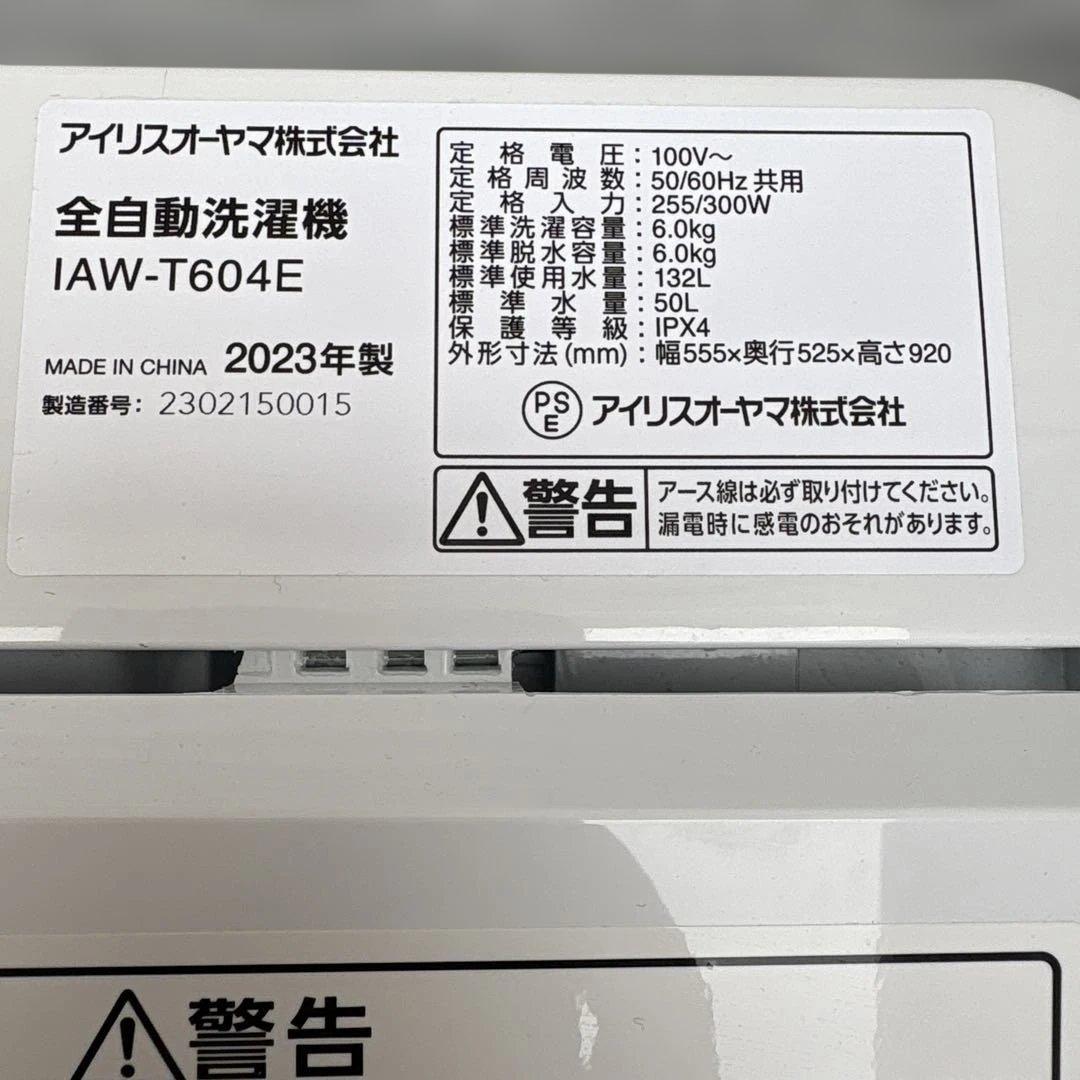 アイリスオーヤマ株式会社
全自動洗濯機
IAW-T604E
MADE IN CHINA 2023年製
製造番号: 2302150015
定格電圧:100V〜
定格周波数:50/60Hz 共用
定格入力:255/300W
標準洗濯容量:6.0kg
標準脱水容量:6.0kg
標準使用水量:132L
標準水量:50L
保護等級:IPX4
外形寸法(mm):幅555×奥行525×高さ920
PSE アイリスオーヤマ株式会社
警告
アース線は必ず取り付けてください。
漏電時に感電のおそれがあります。
警告